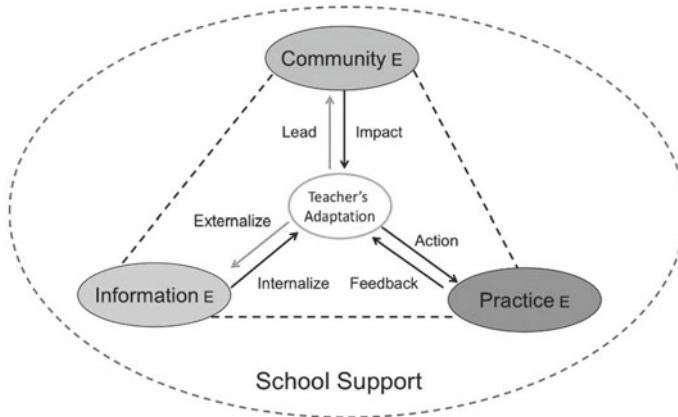 Community E
Lead
Impact
Teacher's
Adaptation
Externalize
Action
Information E
Internalize
Feedback
Practice E
School Support